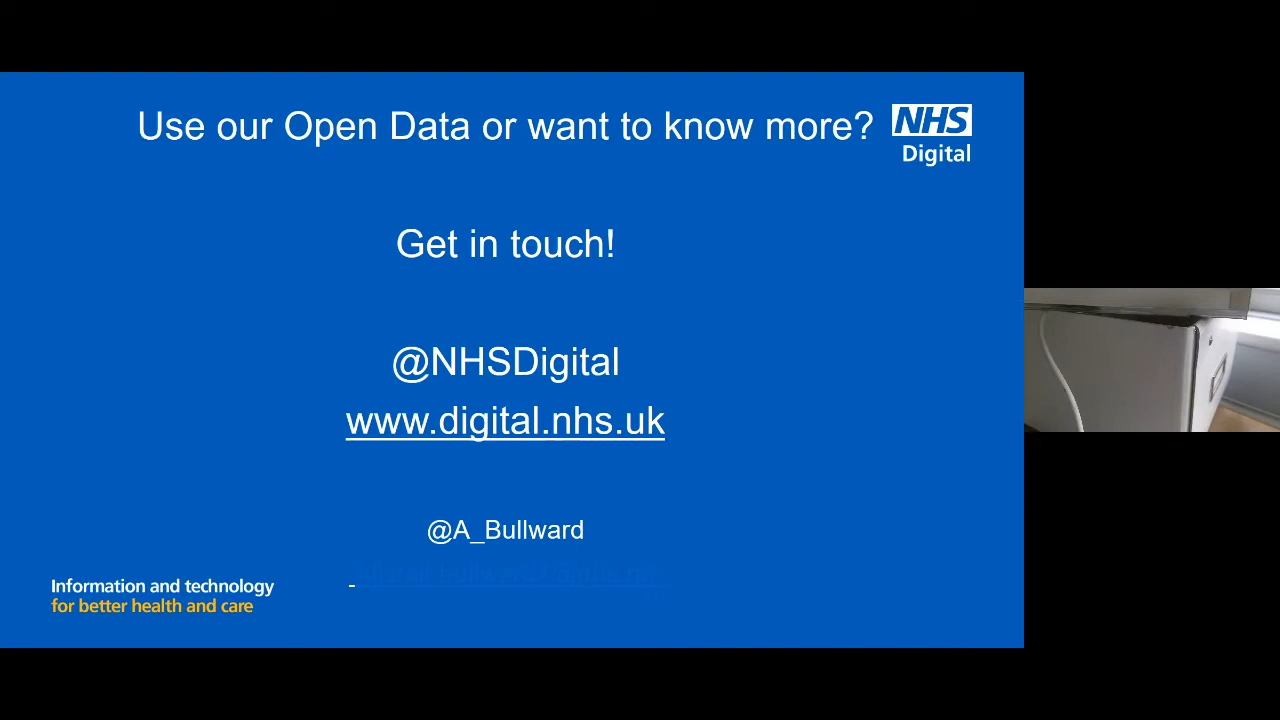 Use our Open Data or want to know more?
NHS
Digital
Get in touch!
@NHSDigital
www.digital.nhs.uk
@A_Bullward
Information and technology
for better health and care